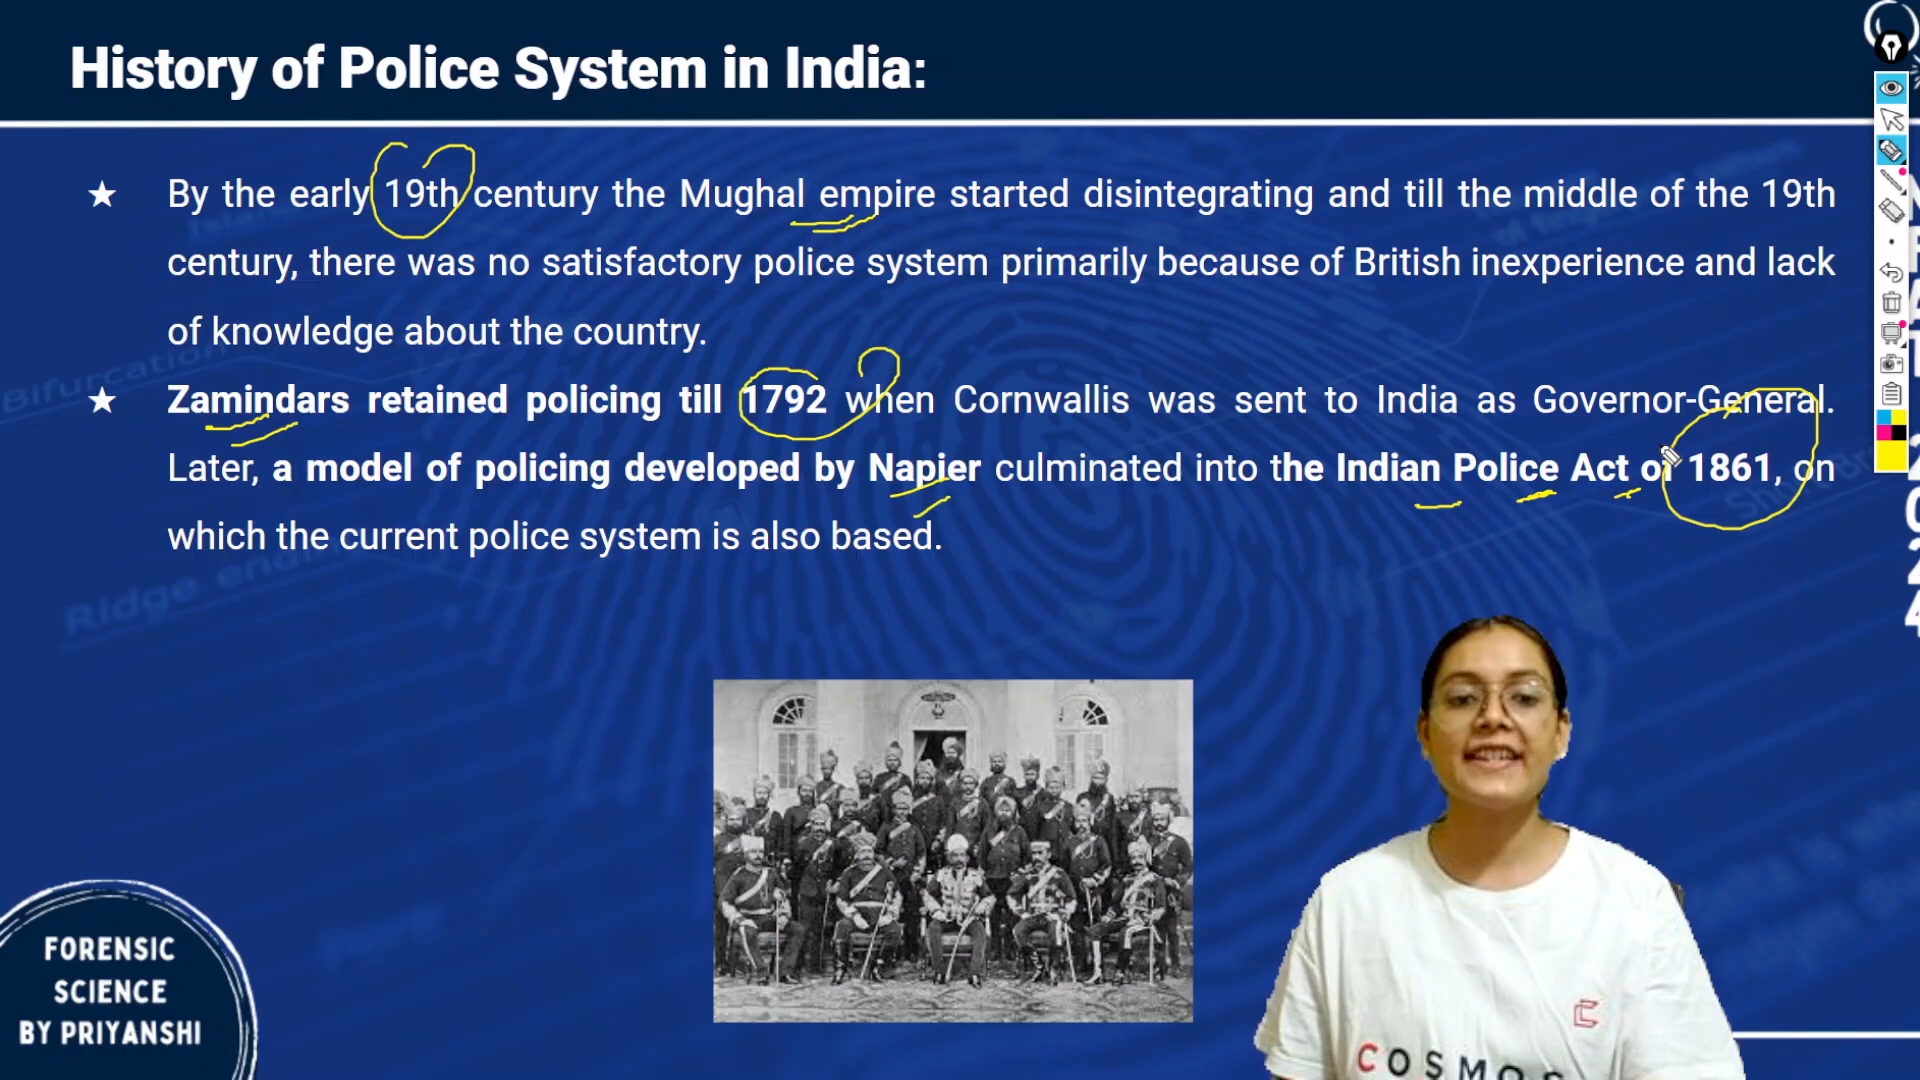 History of Police System in India:
★ By the early 19th century the Mughal empire started disintegrating and till the middle of the 19th
century, there was no satisfactory police system primarily because of British inexperience and lack
of knowledge about the country.
★ Zamindars retained policing till 1792 when Cornwallis was sent to India as Governor-General.
Later, a model of policing developed by Napier culminated into the Indian Police Act of 1861, on
which the current police system is also based.
Bifurcation
Ridge endi
FORENSIC
SCIENCE
BY PRIYANSHI
COSMOS